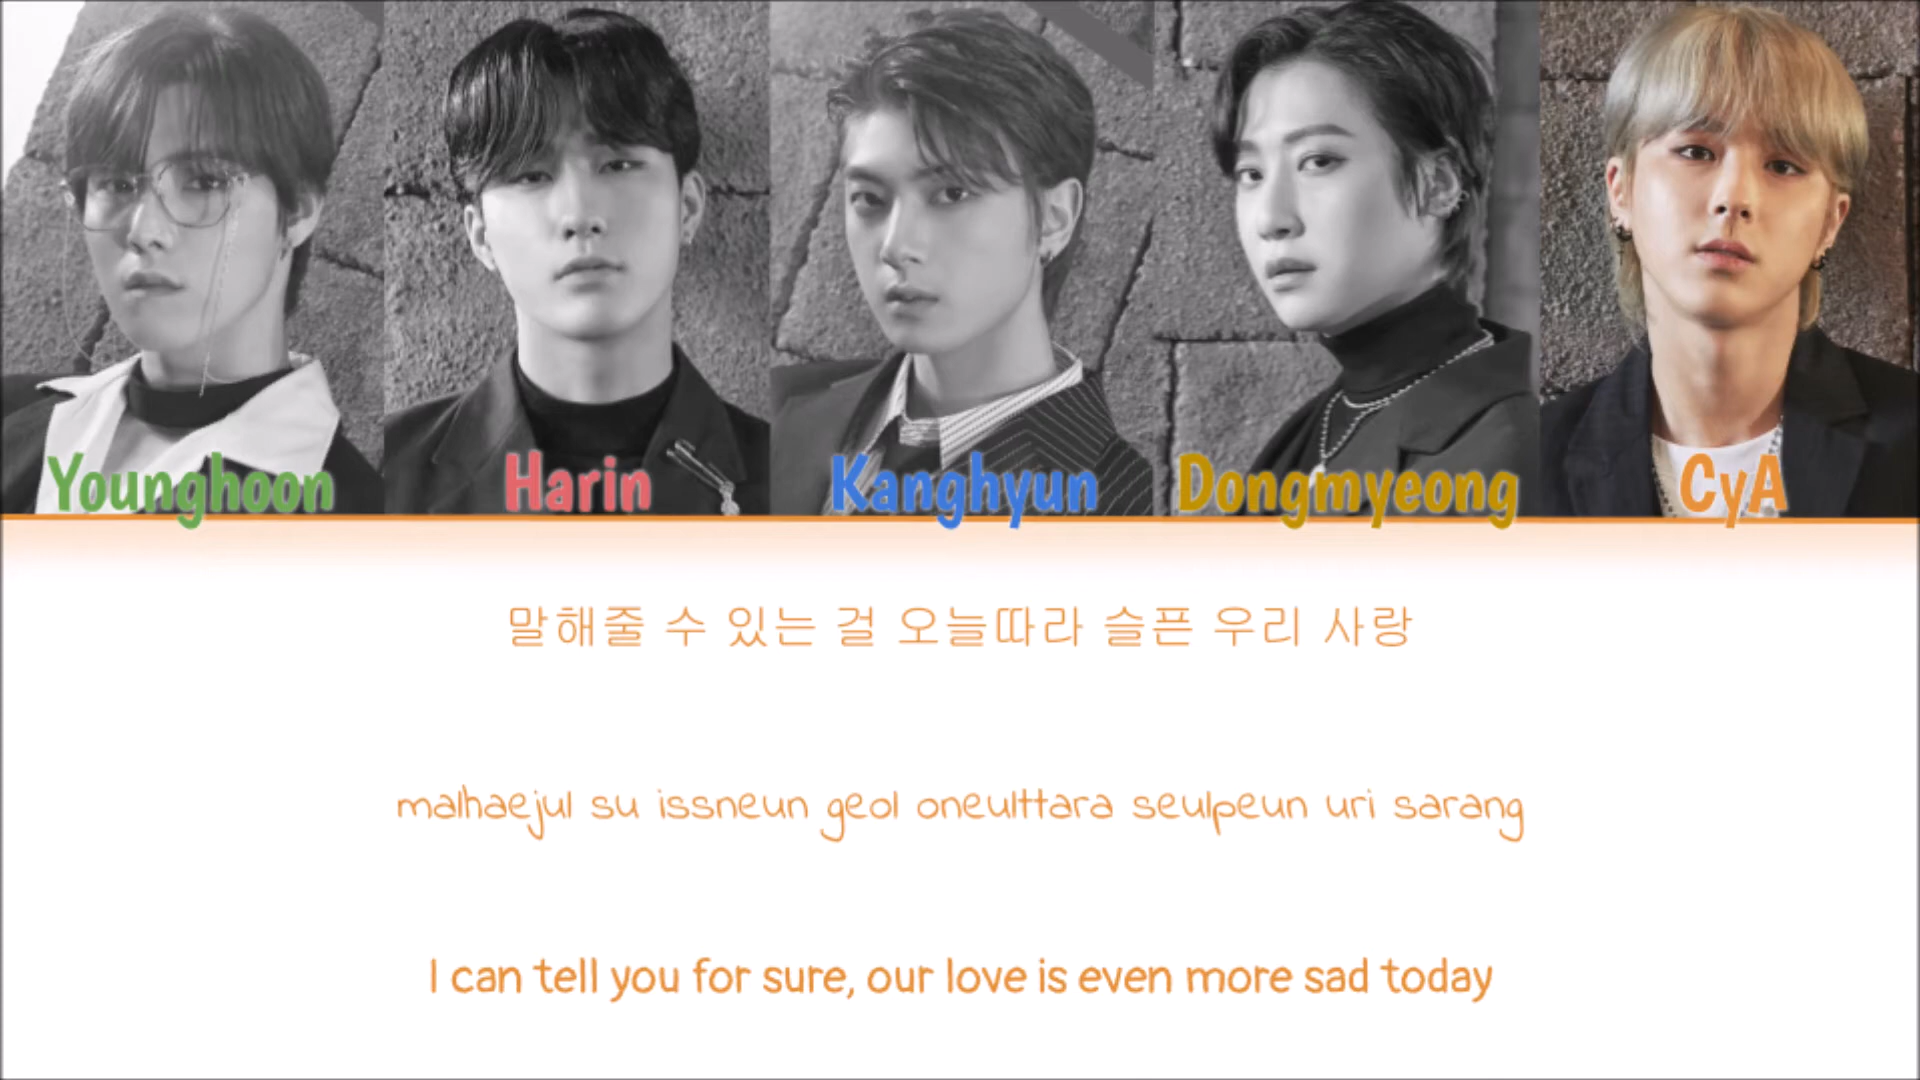 Younghoon Harin Kanghyun Dongmyeong CyA
말해줄 수 있는 걸 오늘따라 슬픈 우리 사랑
malhaejul su issneun geol oneulttara seulpeun uri sarang
I can tell you for sure, our love is even more sad today